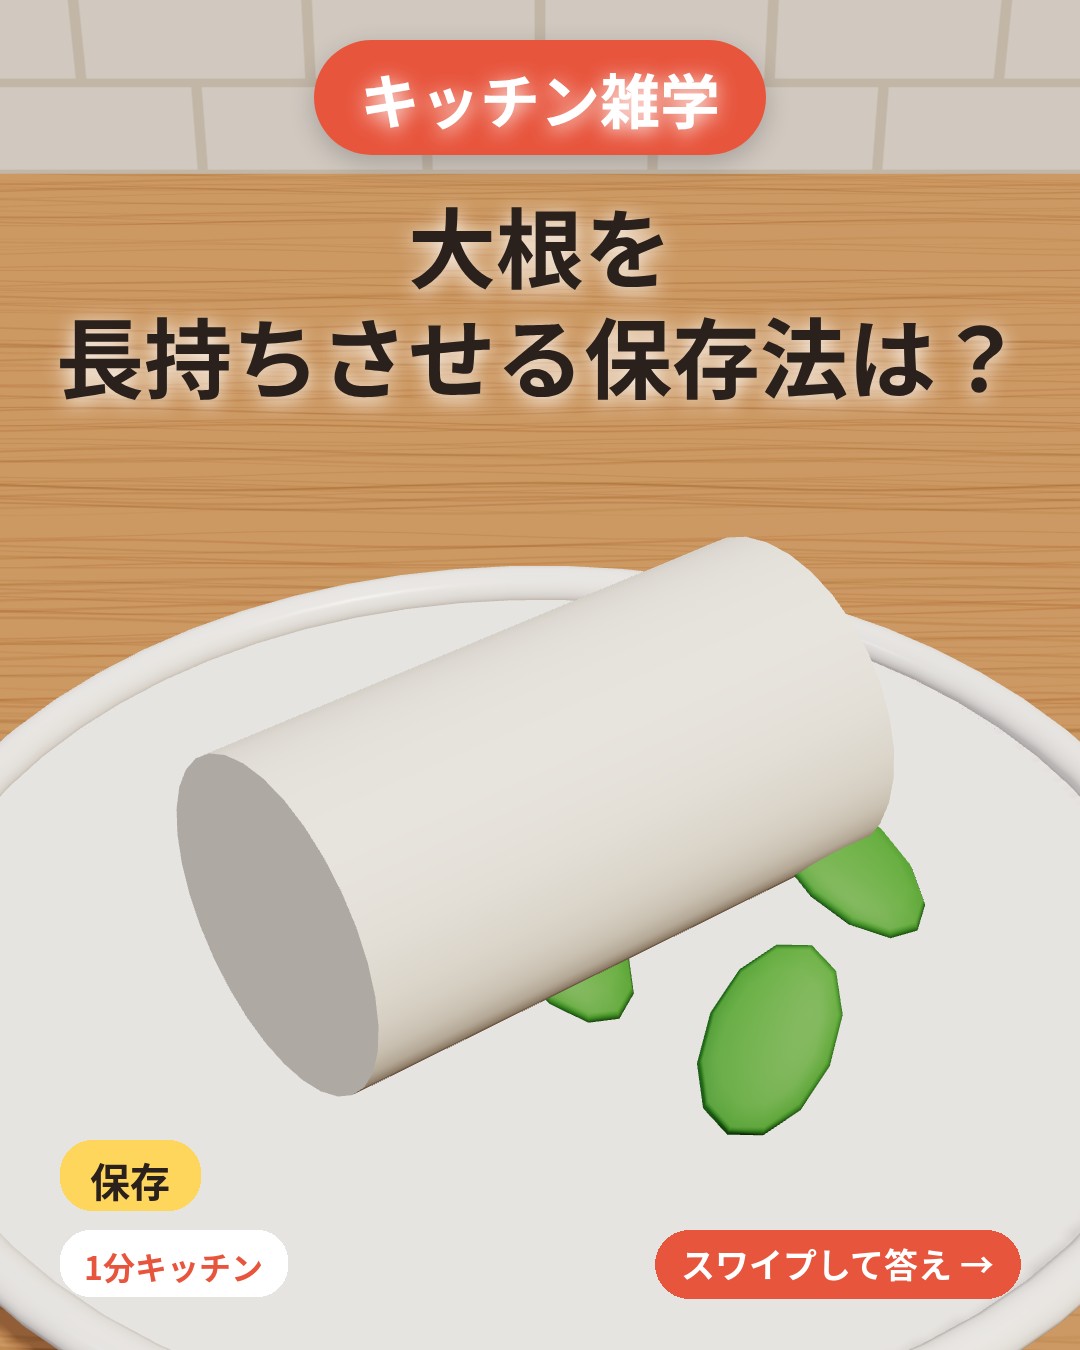 キッチン雑学
大根を
長持ちさせる保存法は？
保存
1分キッチン
スワイプして答え→